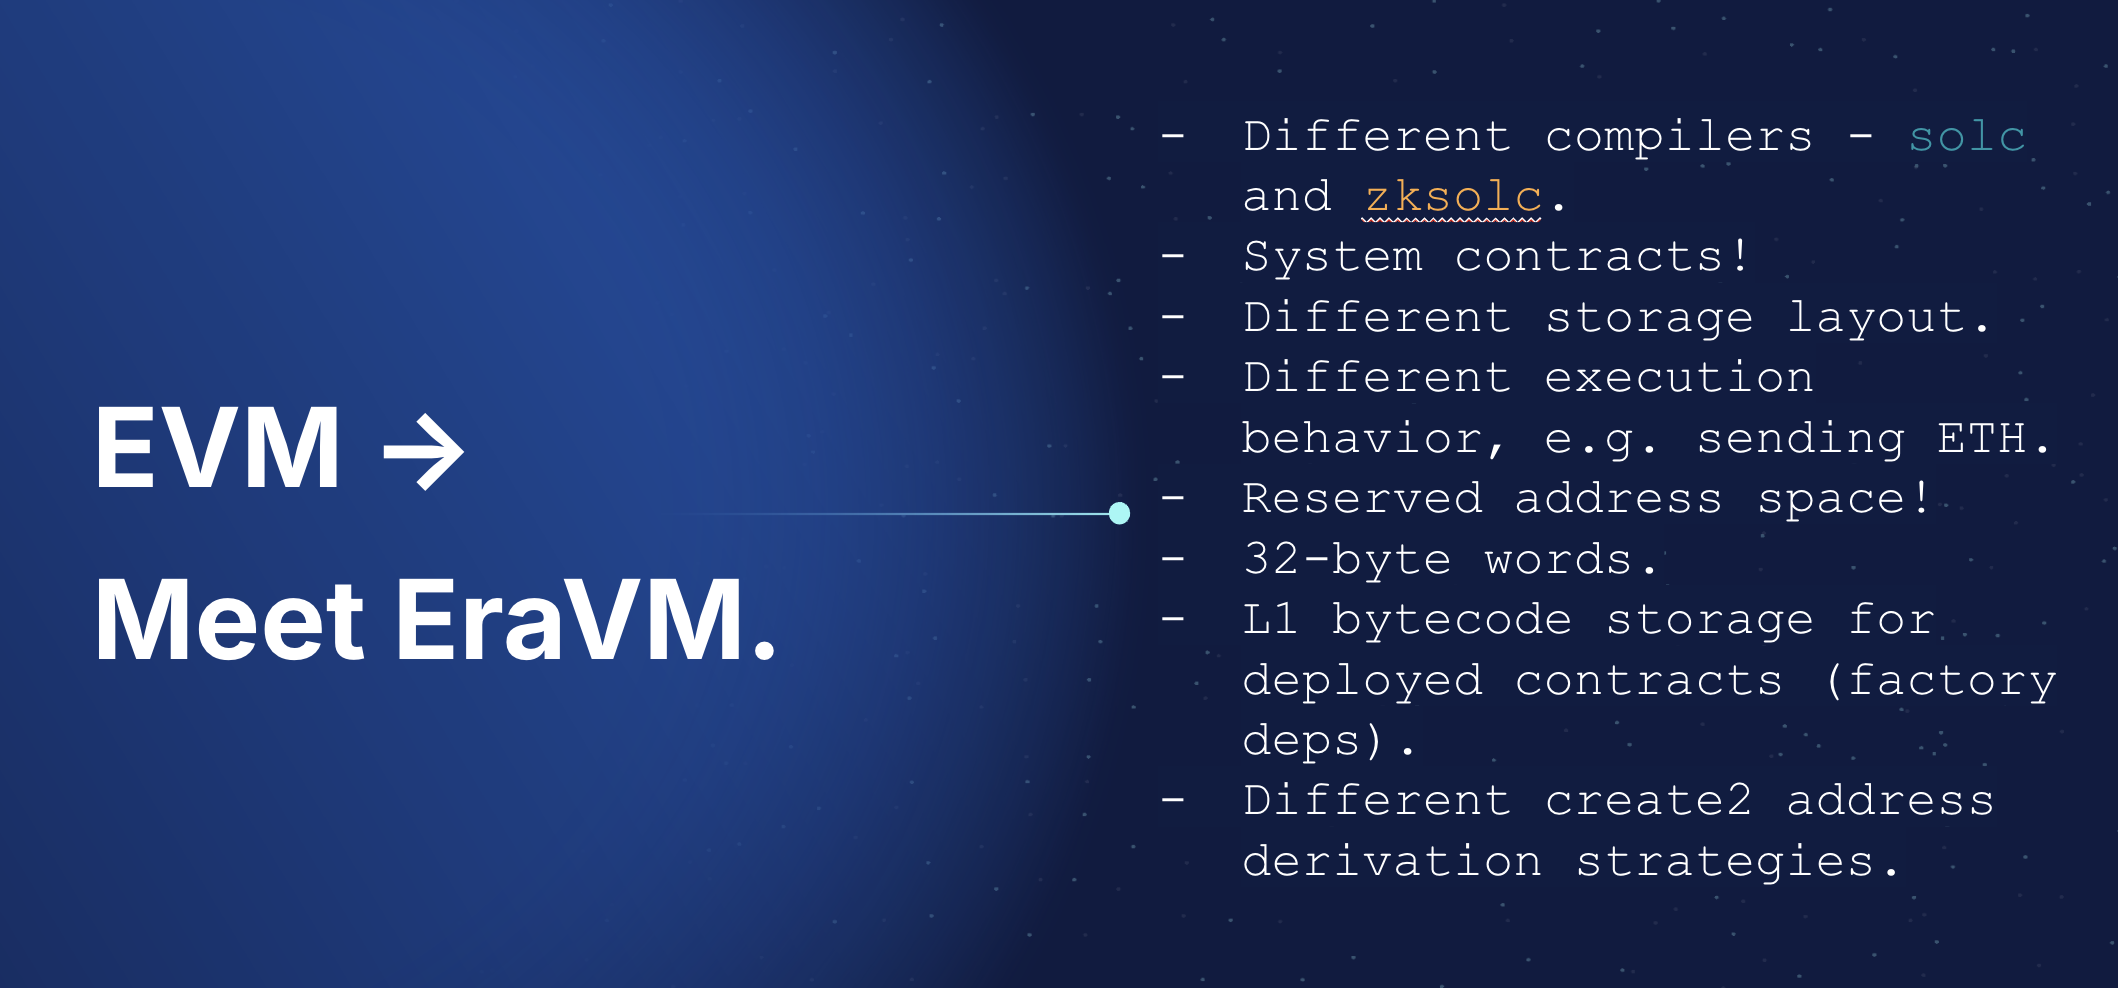 EVM →
Meet EraVM.
- Different compilers - solc
and zksolc.
- System contracts!
- Different storage layout.
- Different execution
behavior, e.g. sending ETH.
- Reserved address space!
- 32-byte words.
- L1 bytecode storage for
deployed contracts (factory
deps).
- Different create2 address
derivation strategies.